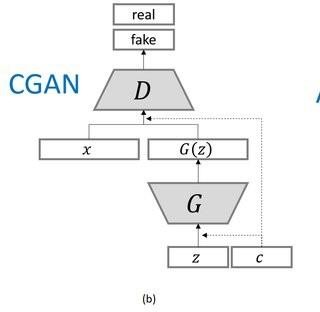 real
fake
CGAN
D
x G(z)
G
z c
(b)